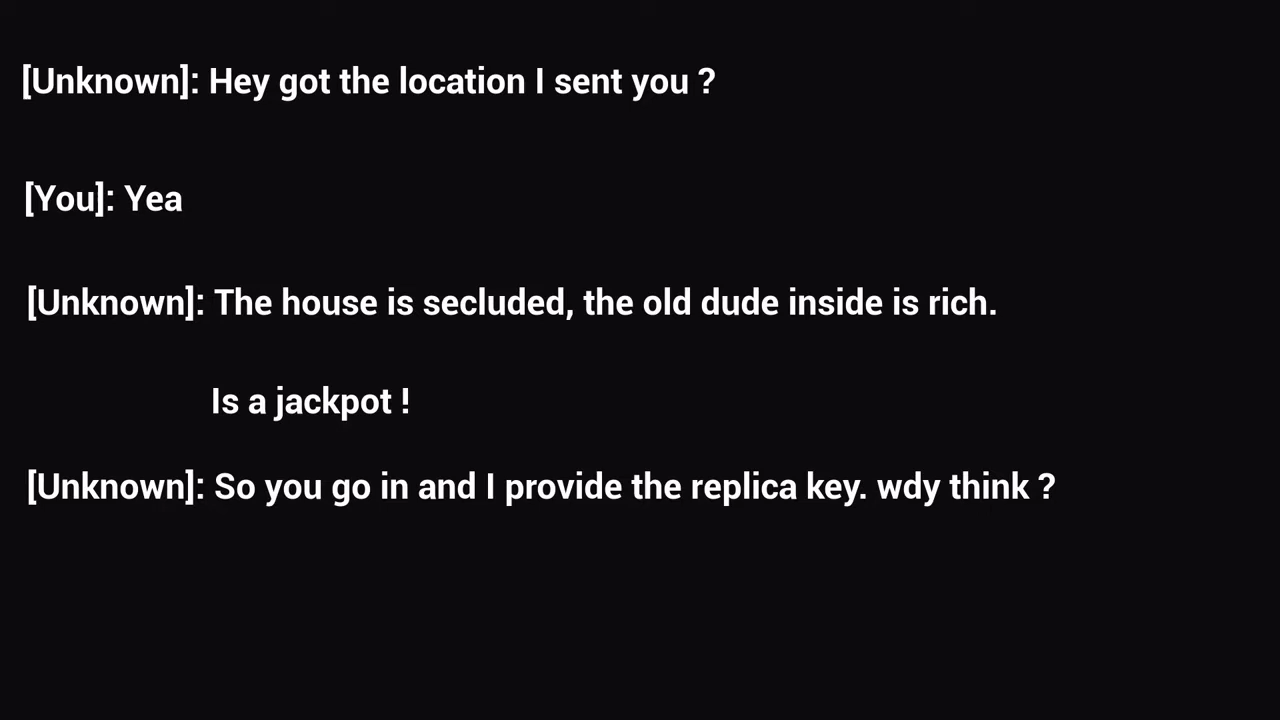 [Unknown]: Hey got the location I sent you ?
[You]: Yea
[Unknown]: The house is secluded, the old dude inside is rich.
Is a jackpot !
[Unknown]: So you go in and I provide the replica key. wdy think ?